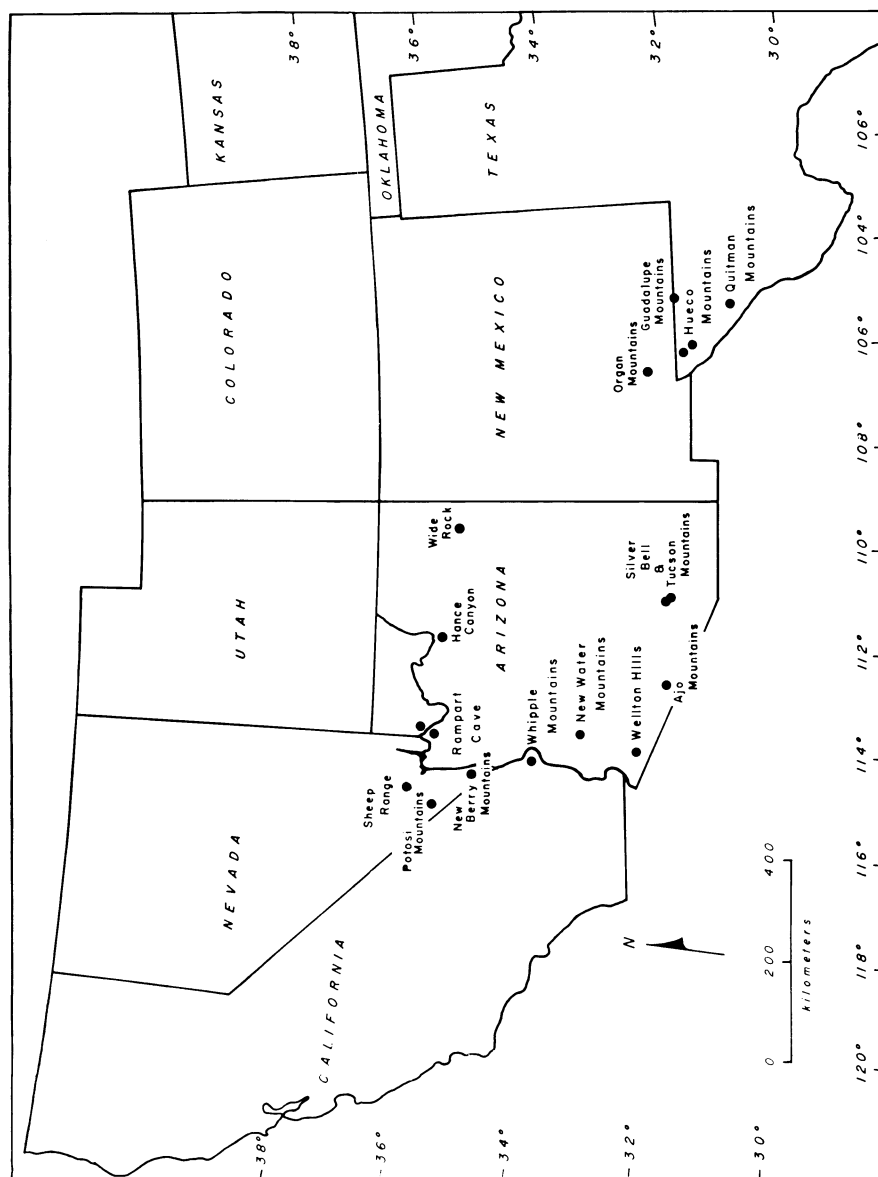 KANSAS
COLORADO
OKLAHOMA
TEXAS
UTAH
NEW MEXICO
NEVADA
ARIZONA
CALIFORNIA
Wide
Rock
Hance
Canyon
Rampart
Cave
Sheep
Range
Potosi
Mountains
New
Berry
Mountains
Whipple
Mountains
New Water
Mountains
Wellton Hills
Ajo
Mountains
Silver
Bell
&
Tucson
Mountains
Organ
Mountains
Guadalupe
Mountains
Hueco
Mountains
Quitman
Mountains
N
0 200 400
kilometers
38°
36°
34°
32°
30°
38°
36°
34°
32°
30°
120°
118°
116°
114°
112°
110°
108°
106°
104°
106°